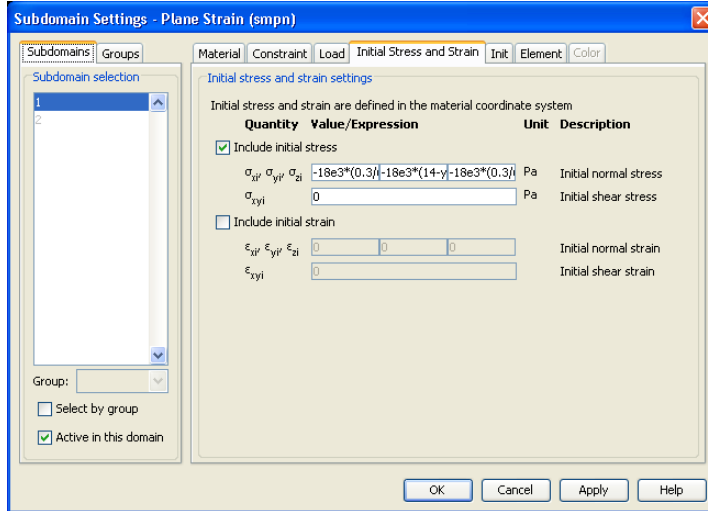 Subdomain Settings - Plane Strain (smpn)
Subdomains Groups
Material Constraint Load Initial Stress and Strain Init Element Color
Subdomain selection
1
2
Group:
Select by group
Active in this domain
Initial stress and strain settings
Initial stress and strain are defined in the material coordinate system
Quantity Value/Expression Unit Description
Include initial stress
σxi, σyi, σzi -18e3*(0.3/ -18e3*(14-y -18e3*(0.3/ Pa Initial normal stress
σxyi 0 Pa Initial shear stress
Include initial strain
εxi, εyi, εzi 0 0 0 Initial normal strain
εxyi 0 Initial shear strain
OK Cancel Apply Help